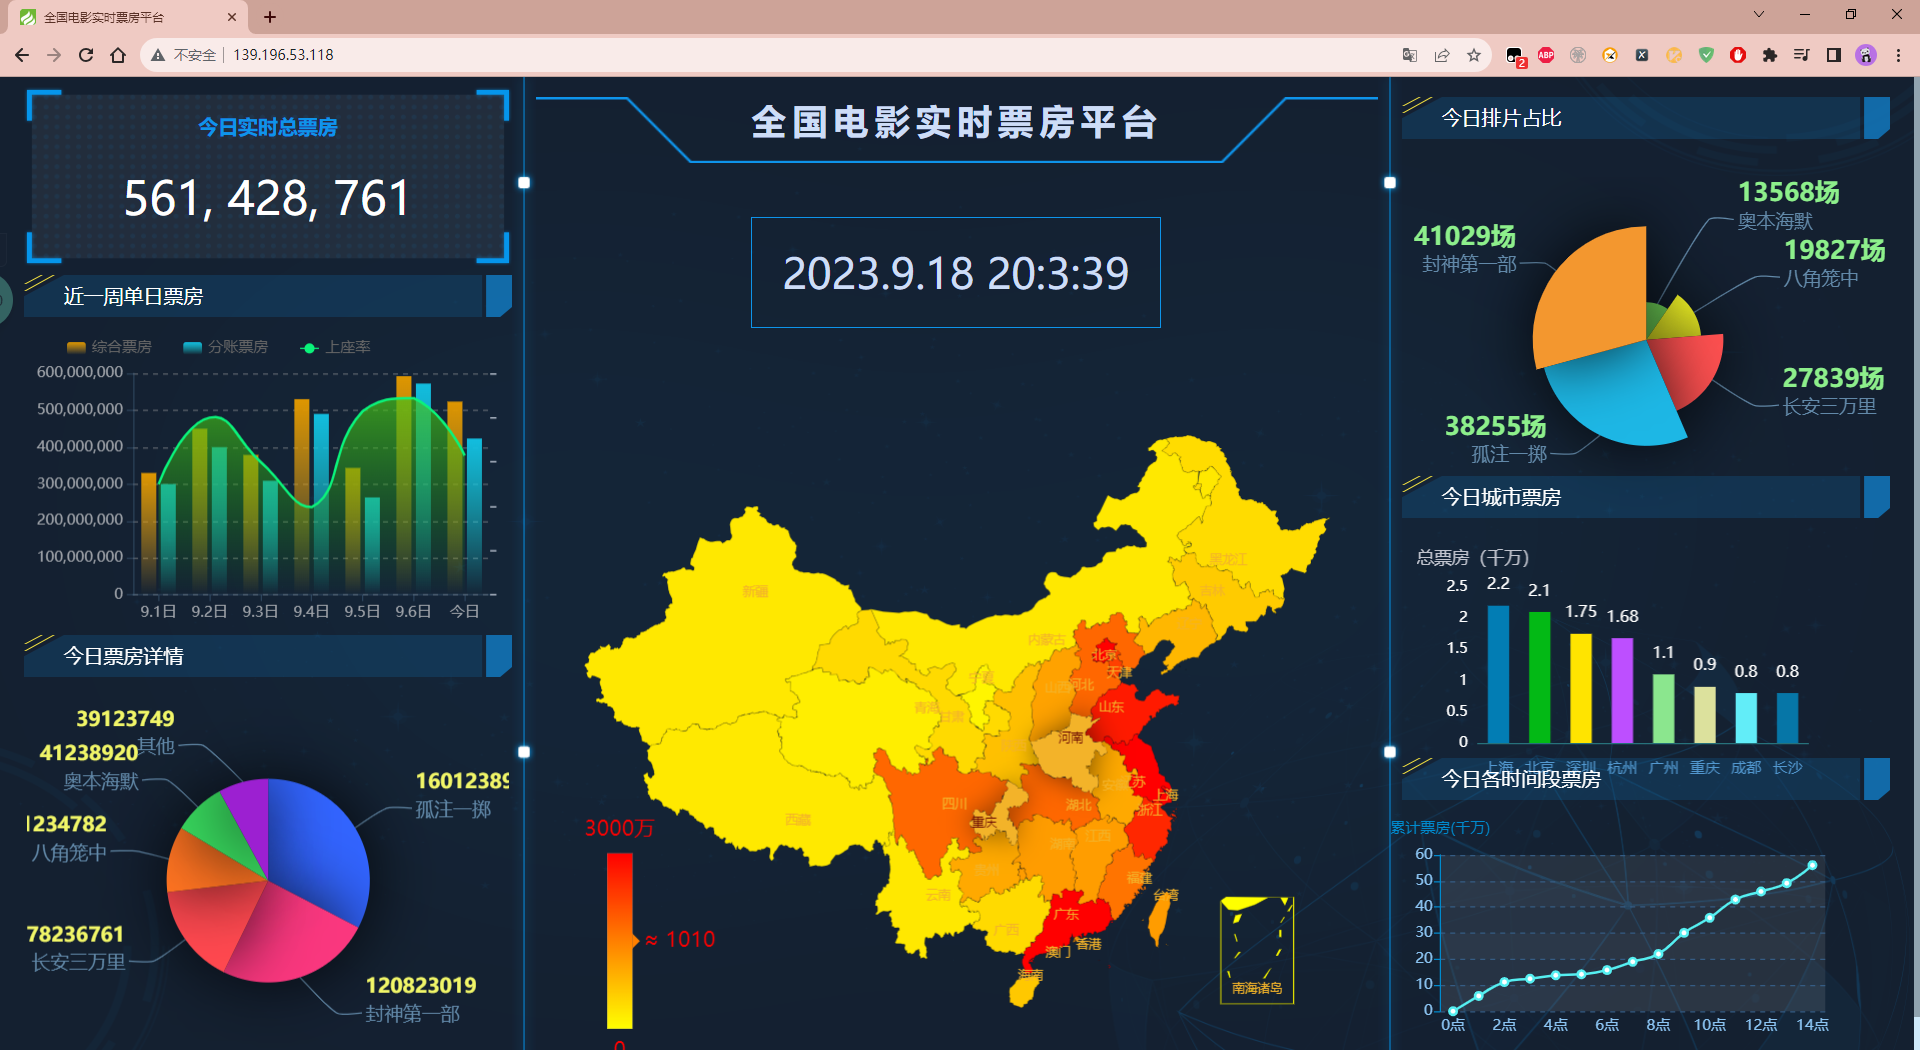 全国电影实时票房平台
不安全
139.196.53.118
2
ABP
今日实时总票房
561, 428, 761
近一周单日票房
综合票房
分账票房
上座率
600,000,000
500,000,000
400,000,000
300,000,000
200,000,000
100,000,000
0
9.1日
9.2日
9.3日
9.4日
9.5日
9.6日
今日
今日票房详情
39123749
其他
41238920
奥本海默
1234782
八角笼中
78236761
长安三万里
16012389
孤注一掷
120823019
封神第一部
全国电影实时票房平台
2023.9.18 20:3:39
黑龙江
吉林
新疆
内蒙古
北京
天津
宁夏
山西
河北
青海
甘肃
山东
河南
四川
重庆
湖北
上海
浙江
西藏
湖南
江西
贵州
云南
福建
台湾
广西
广东
香港
澳门
海南
南海诸岛
3000万
≈ 1010
0
今日排片占比
13568场
奥本海默
19827场
八角笼中
41029场
封神第一部
27839场
长安三万里
38255场
孤注一掷
今日城市票房
总票房（千万）
2.5
2
1.5
1
0.5
0
2.2
2.1
1.75
1.68
1.1
0.9
0.8
0.8
上海
北京
深圳
杭州
广州
重庆
成都
长沙
今日各时间段票房
累计票房(千万)
60
50
40
30
20
10
0
0点
2点
4点
6点
8点
10点
12点
14点